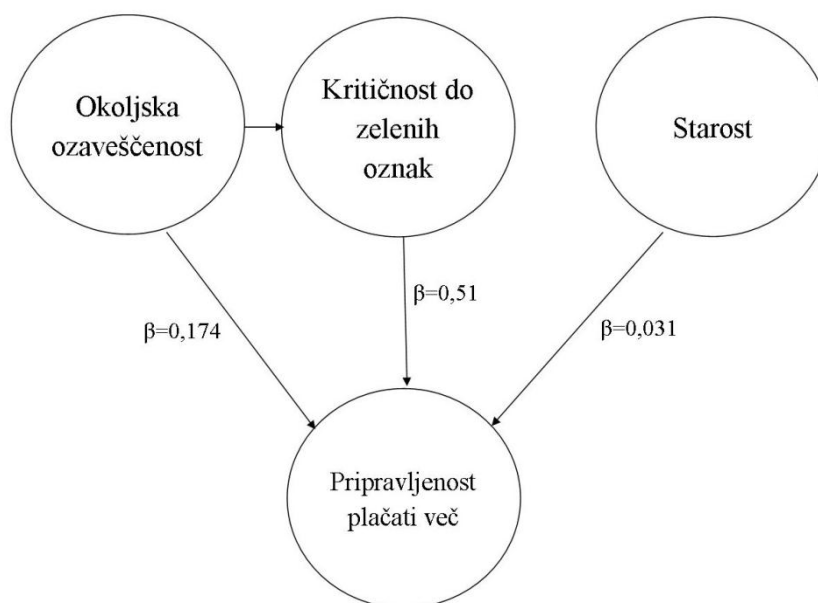 Okoljska
ozaveščenost
Kritičnost do
zelenih
oznak
Starost
β=0,174
β=0,51
β=0,031
Pripravljenost
plačati več